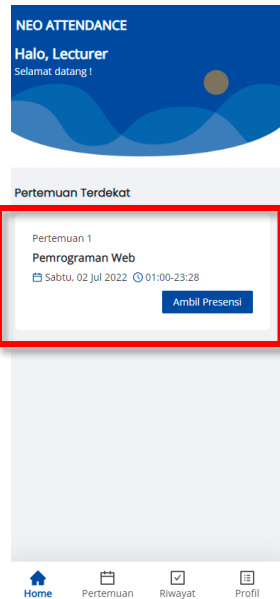 NEO ATTENDANCE
Halo, Lecturer
Selamat datang !
Pertemuan Terdekat
Pertemuan 1
Pemrograman Web
Sabtu, 02 Jul 2022 01:00-23:28
Ambil Presensi
Home Pertemuan Riwayat Profil